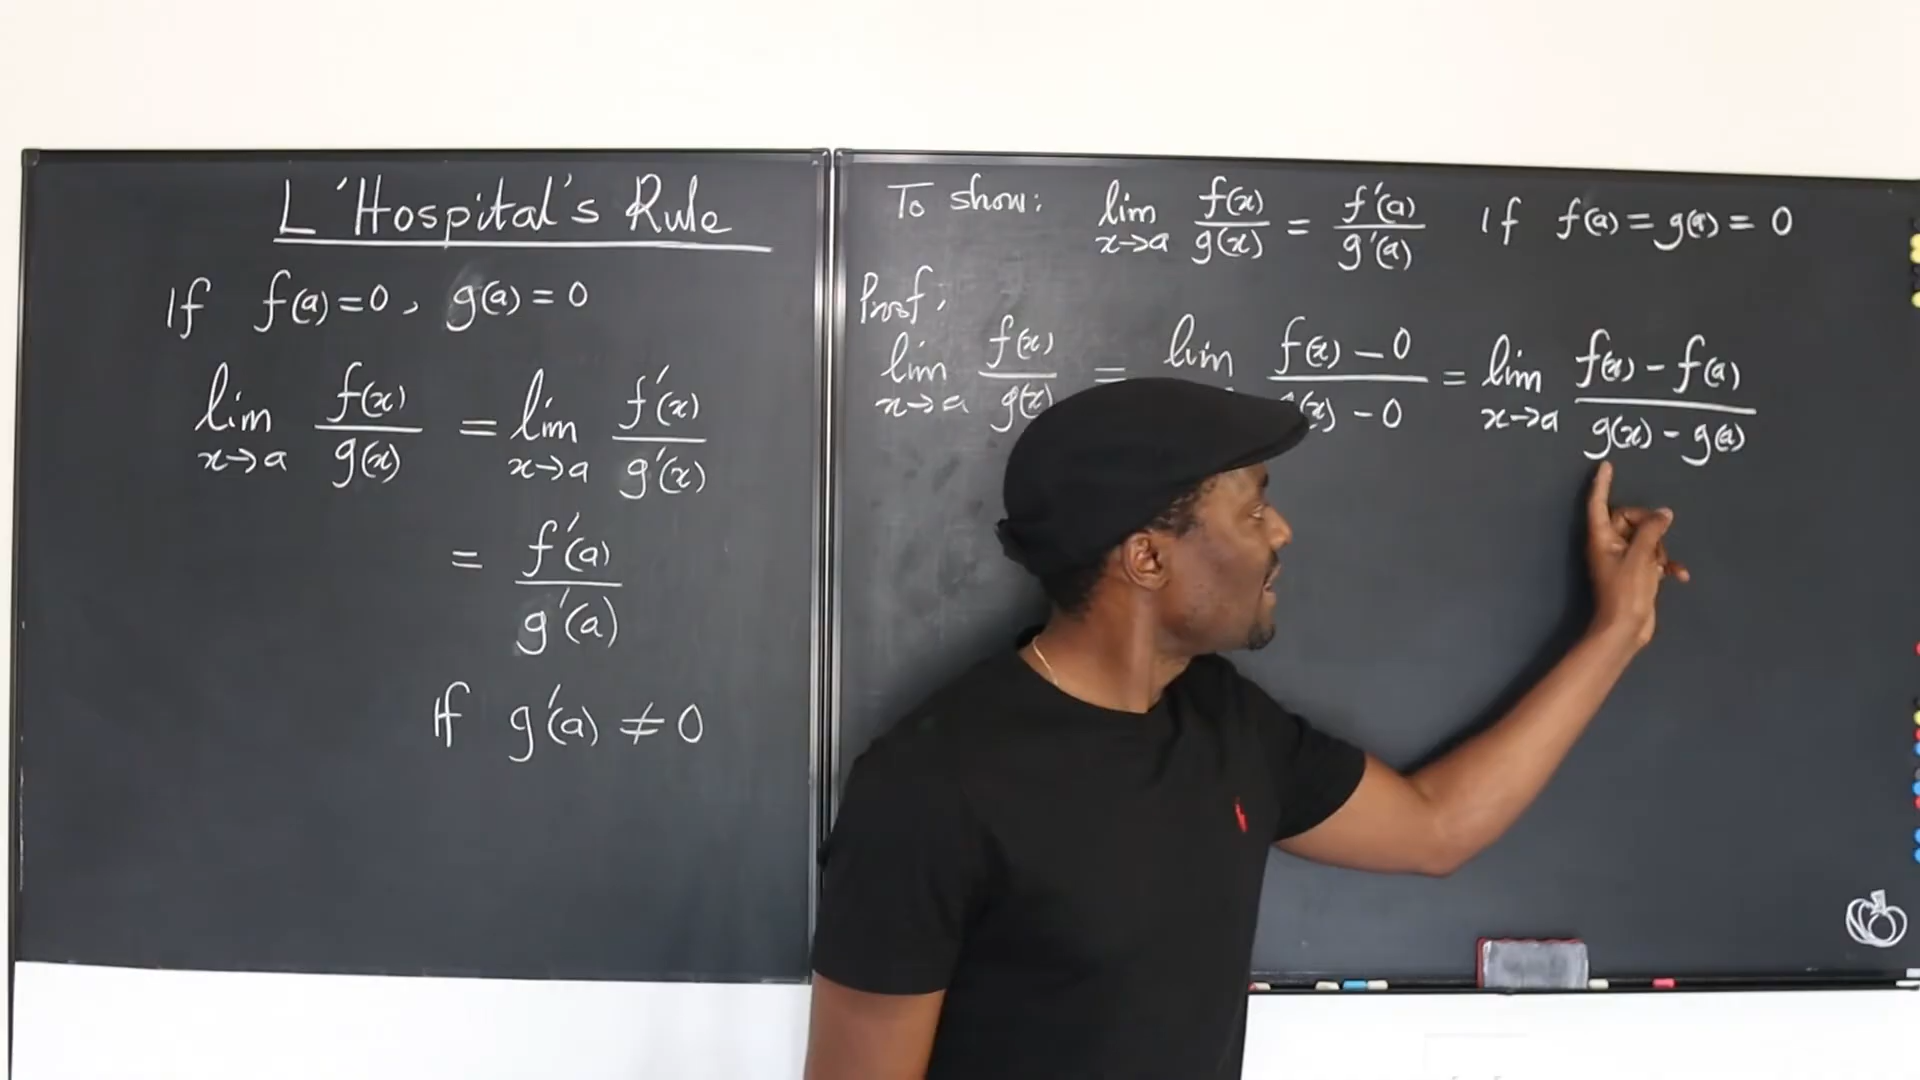 L'Hospital's Rule
If f(a)=0, g(a)=0
lim x→a f(x)/g(x) = lim x→a f'(x)/g'(x)
= f'(a)/g'(a)
If g'(a) ≠ 0
To show: lim x→a f(x)/g(x) = f'(a)/g'(a) If f(a) = g(a) = 0
Proof:
lim x→a f(x)/g(x) = lim f(x) - 0/(x) - 0 = lim x→a f(x) - f(a)/g(x) - g(a)